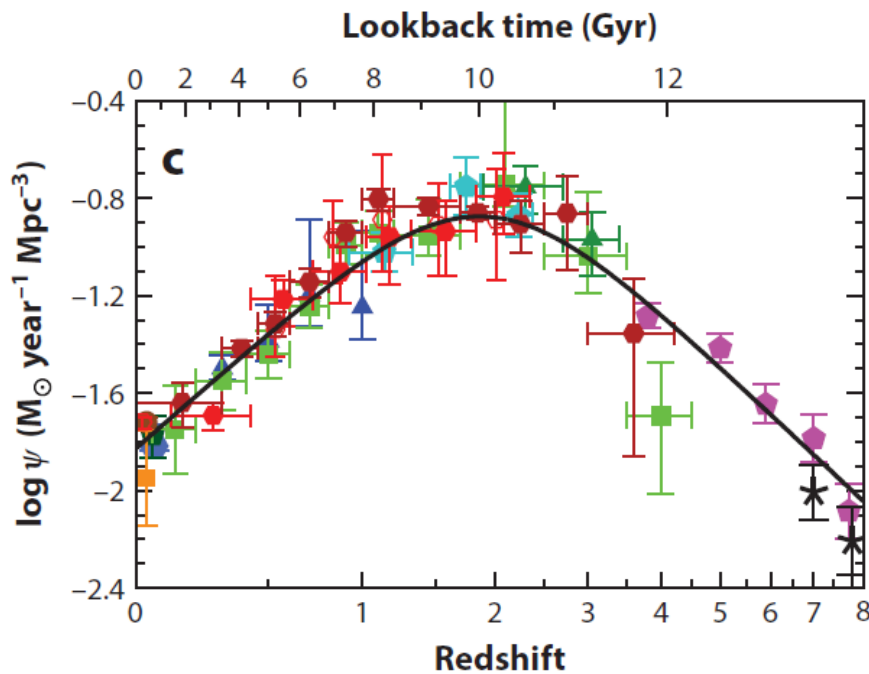 Lookback time (Gyr)
0 2 4 6 8 10 12
−0.4
−0.8
−1.2
−1.6
−2
−2.4
c
log ψ (M☉ year−1 Mpc−3)
0 1 2 3 4 5 6 7 8
Redshift